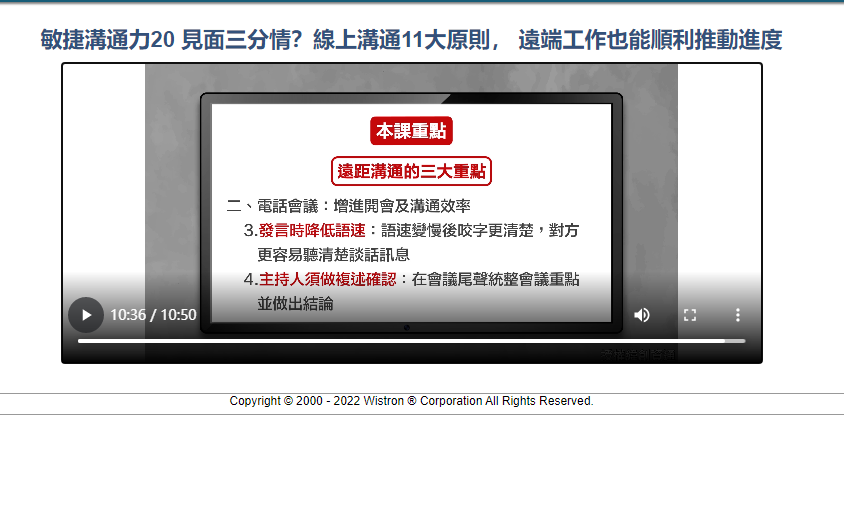 敏捷溝通力20 見面三分情？線上溝通11大原則， 遠端工作也能順利推動進度
本課重點
遠距溝通的三大重點
二、電話會議：增進開會及溝通效率
3.發言時降低語速：語速變慢後咬字更清楚，對方
更容易聽清楚談話訊息
4.主持人須做複述確認：在會議尾聲統整會議重點
並做出結論
10:36 / 10:50
Copyright © 2000 - 2022 Wistron ® Corporation All Rights Reserved.